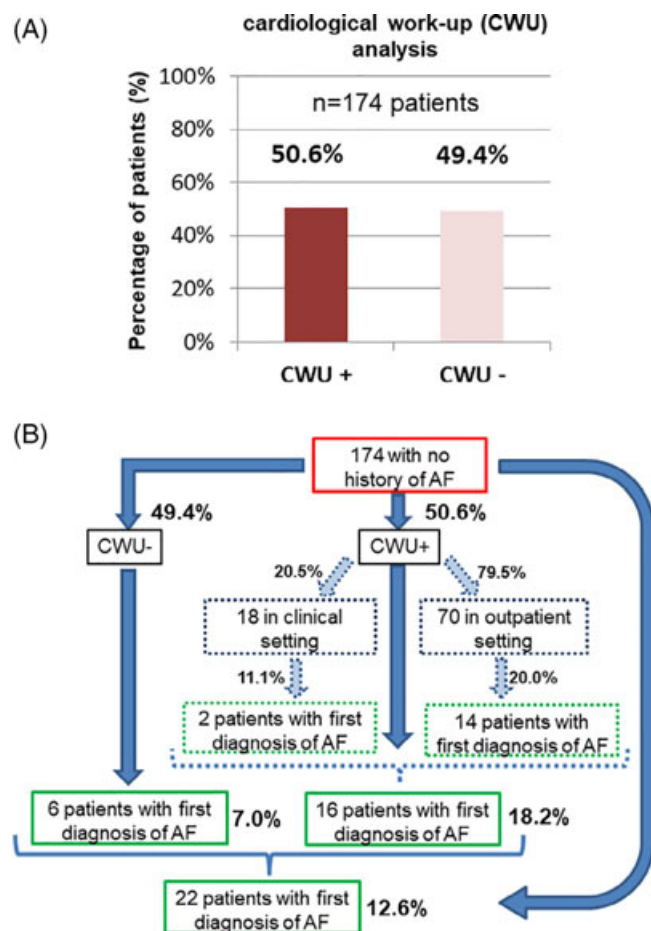 (A)
cardiological work-up (CWU)
analysis
Percentage of patients (%)
100%
80%
60%
40%
20%
0%
n=174 patients
50.6%
49.4%
CWU +
CWU -
(B)
174 with no
history of AF
49.4%
50.6%
CWU-
CWU+
20.5%
79.5%
18 in clinical
setting
70 in outpatient
setting
11.1%
20.0%
2 patients with first
diagnosis of AF
14 patients with
first diagnosis of AF
6 patients with first
diagnosis of AF
7.0%
16 patients with first
diagnosis of AF
18.2%
22 patients with first
diagnosis of AF
12.6%